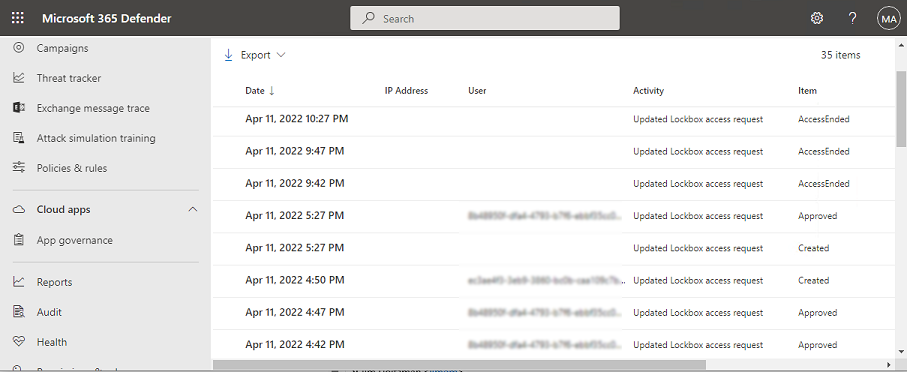 Microsoft 365 Defender
Search
?
MA
Campaigns
Threat tracker
Exchange message trace
Attack simulation training
Policies & rules
Cloud apps
App governance
Reports
Audit
Health
Export
35 items
Date ↓ IP Address User Activity Item
Apr 11, 2022 10:27 PM Updated Lockbox access request AccessEnded
Apr 11, 2022 9:47 PM Updated Lockbox access request AccessEnded
Apr 11, 2022 9:42 PM Updated Lockbox access request AccessEnded
Apr 11, 2022 5:27 PM Updated Lockbox access request Approved
Apr 11, 2022 5:27 PM Updated Lockbox access request Created
Apr 11, 2022 4:50 PM Updated Lockbox access request Created
Apr 11, 2022 4:47 PM Updated Lockbox access request Approved
Apr 11, 2022 4:42 PM Updated Lockbox access request Approved